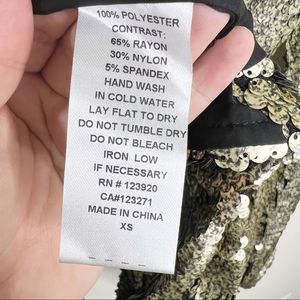 100% POLYESTER
CONTRAST:
65% RAYON
30% NYLON
5% SPANDEX
HAND WASH
IN COLD WATER
LAY FLAT TO DRY
DO NOT TUMBLE DRY
DO NOT BLEACH
IRON LOW
IF NECESSARY
RN # 123920
CA#123271
MADE IN CHINA
XS